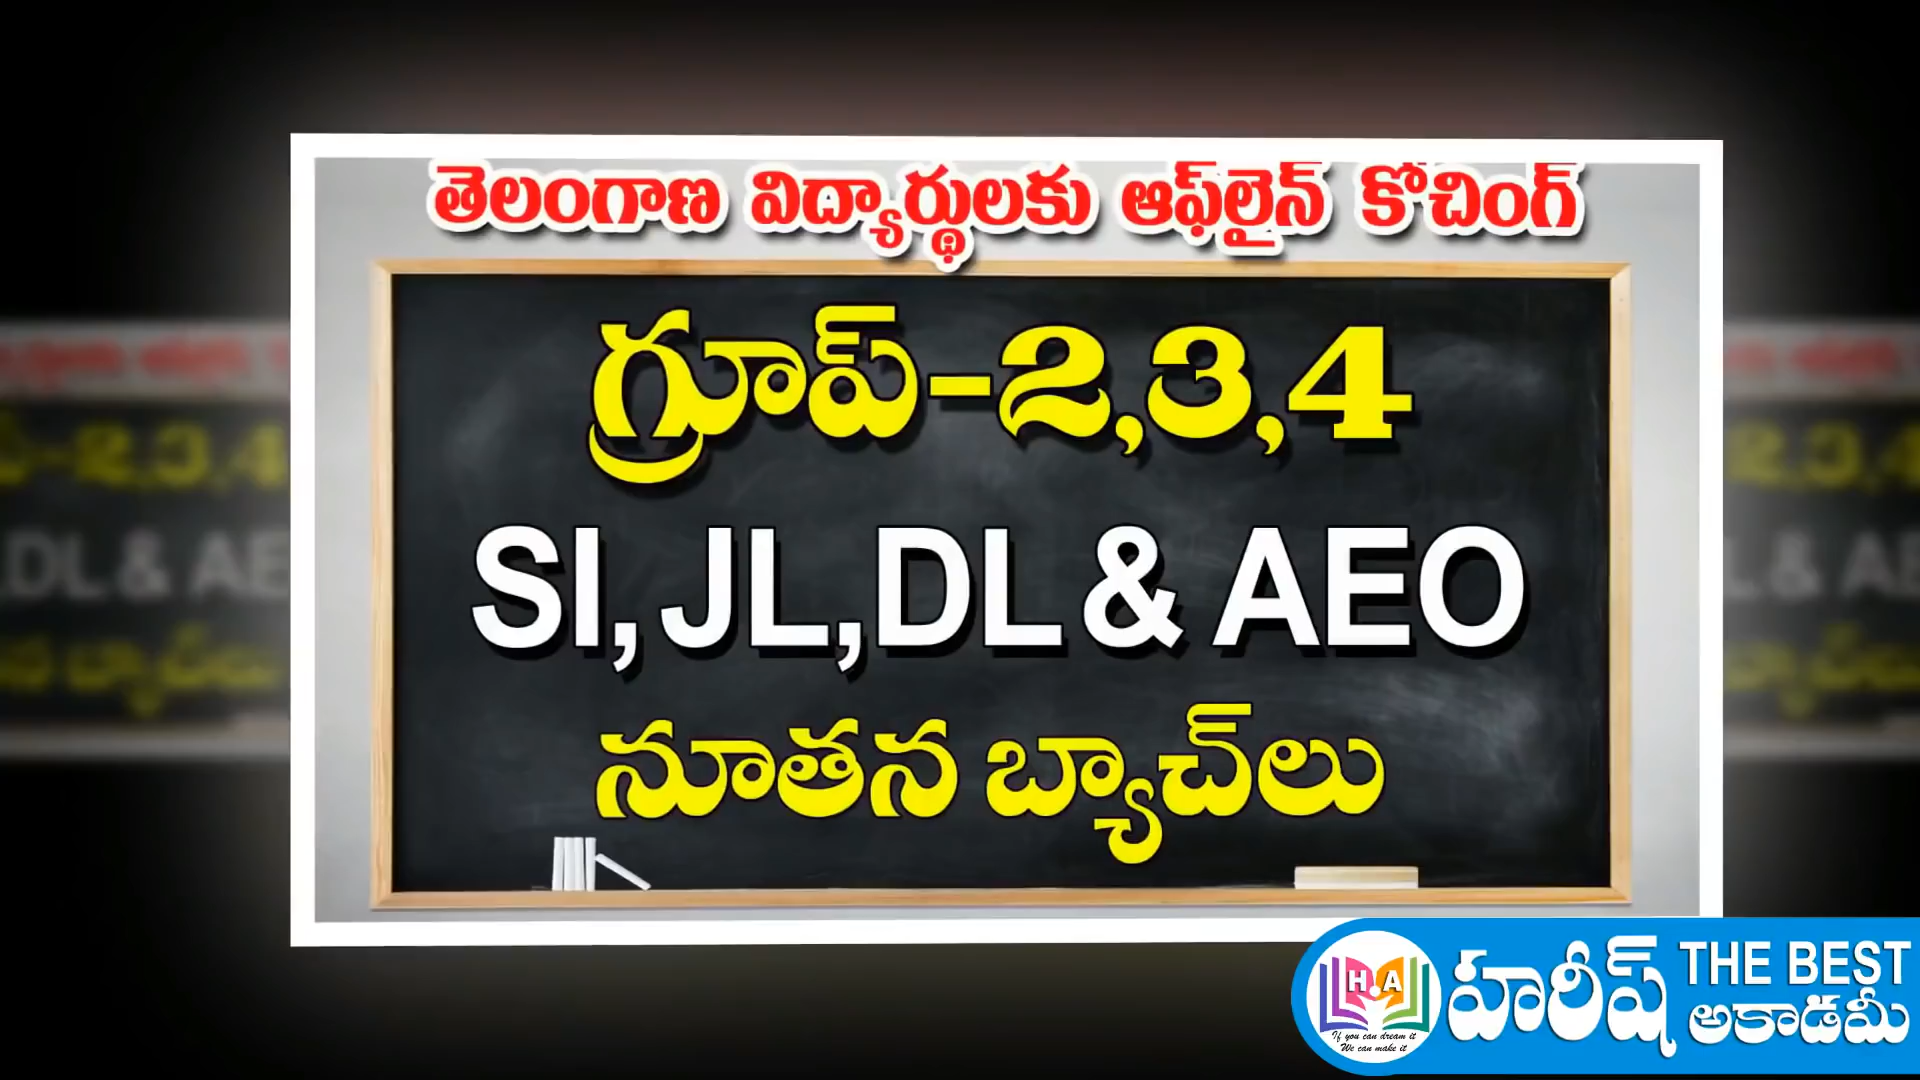 తెలంగాణ విద్యార్థులకు ఆఫ్‌లైన్ కోచింగ్
గ్రూప్-2,3,4
SI, JL,DL & AEO
నూతన బ్యాచ్‌లు
H.A
If you can dream it
We can make it
హరీష్ THE BEST
అకాడమీ